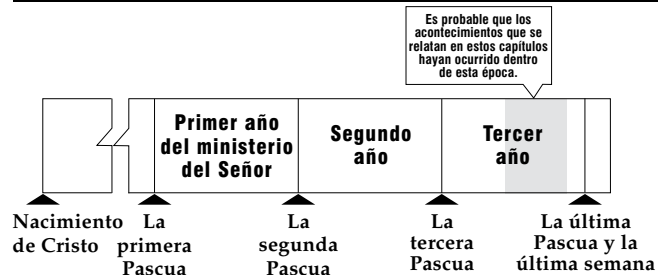 Es probable que los
acontecimientos que se
relatan en estos capítulos
hayan ocurrido dentro
de esta época.
Primer año
del ministerio
del Señor
Segundo
año
Tercer
año
Nacimiento
de Cristo
La
primera
Pascua
La
segunda
Pascua
La
tercera
Pascua
La última
Pascua y la
última semana